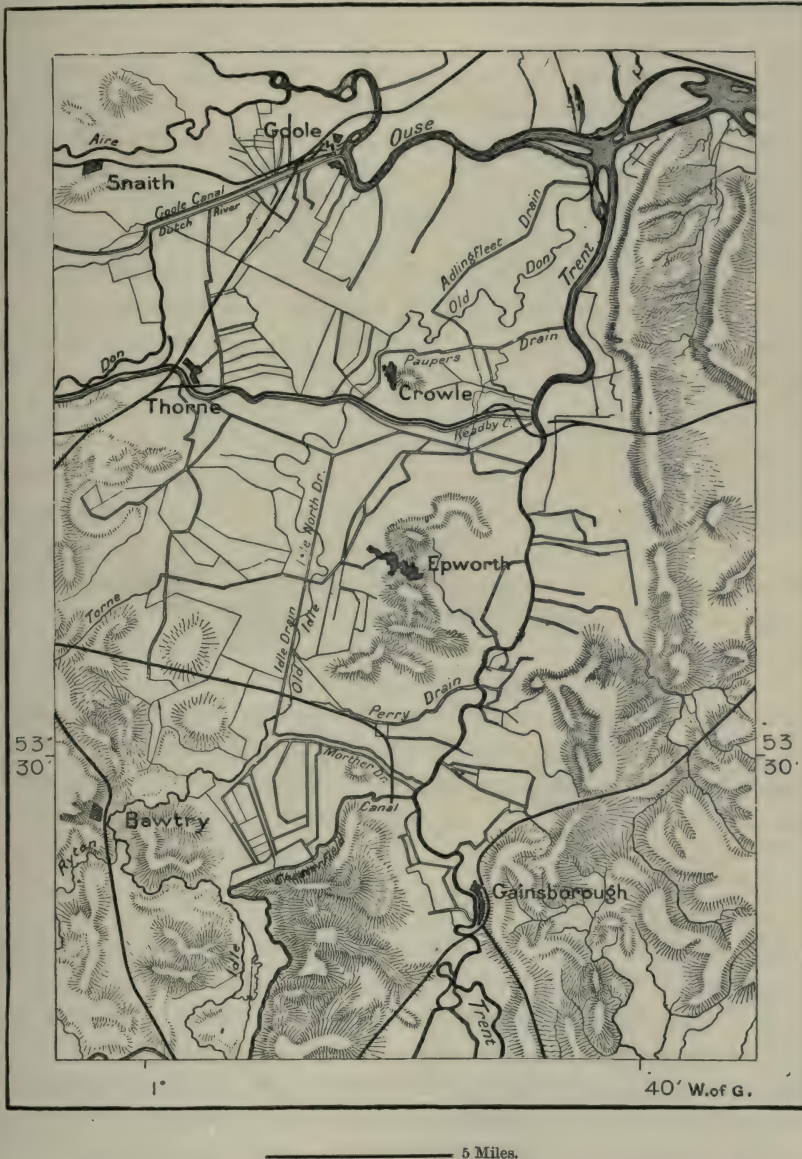 Aire
Goole
Ouse
Snaith
Goole Canal
Dutch River
Adlingfleet Drain
Old Don
Trent
Don
Paupers Drain
Crowle
Thorne
Keadby C.
Idle North Dr.
Epworth
Torne
Idle Drain
Old Idle
Perry Drain
53°
30′
53
30′
Morther Dr.
Canal
Bawtry
Ryton
Chesterfield
Gainsborough
Idle
Trent
1°
40′ W. of G.
5 Miles.